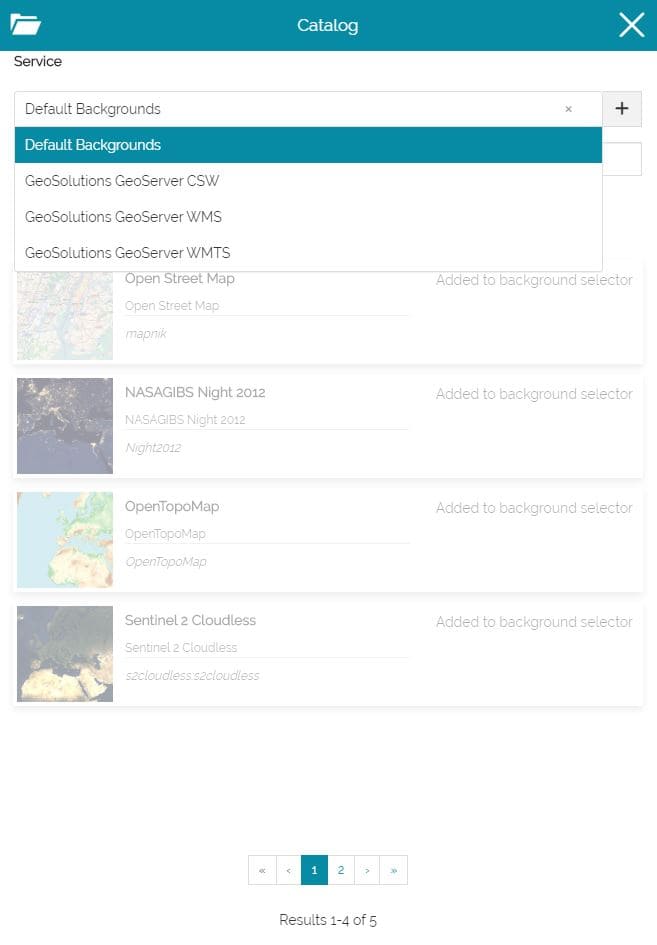 Catalog
Service
Default Backgrounds ×
+
Default Backgrounds
GeoSolutions GeoServer CSW
GeoSolutions GeoServer WMS
GeoSolutions GeoServer WMTS
Open Street Map
Added to background selector
Open Street Map
mapnik
NASAGIBS Night 2012
Added to background selector
NASAGIBS Night 2012
Night2012
OpenTopoMap
Added to background selector
OpenTopoMap
OpenTopoMap
Sentinel 2 Cloudless
Added to background selector
Sentinel 2 Cloudless
s2cloudless:s2cloudless
« ‹ 1 2 › »
Results 1-4 of 5